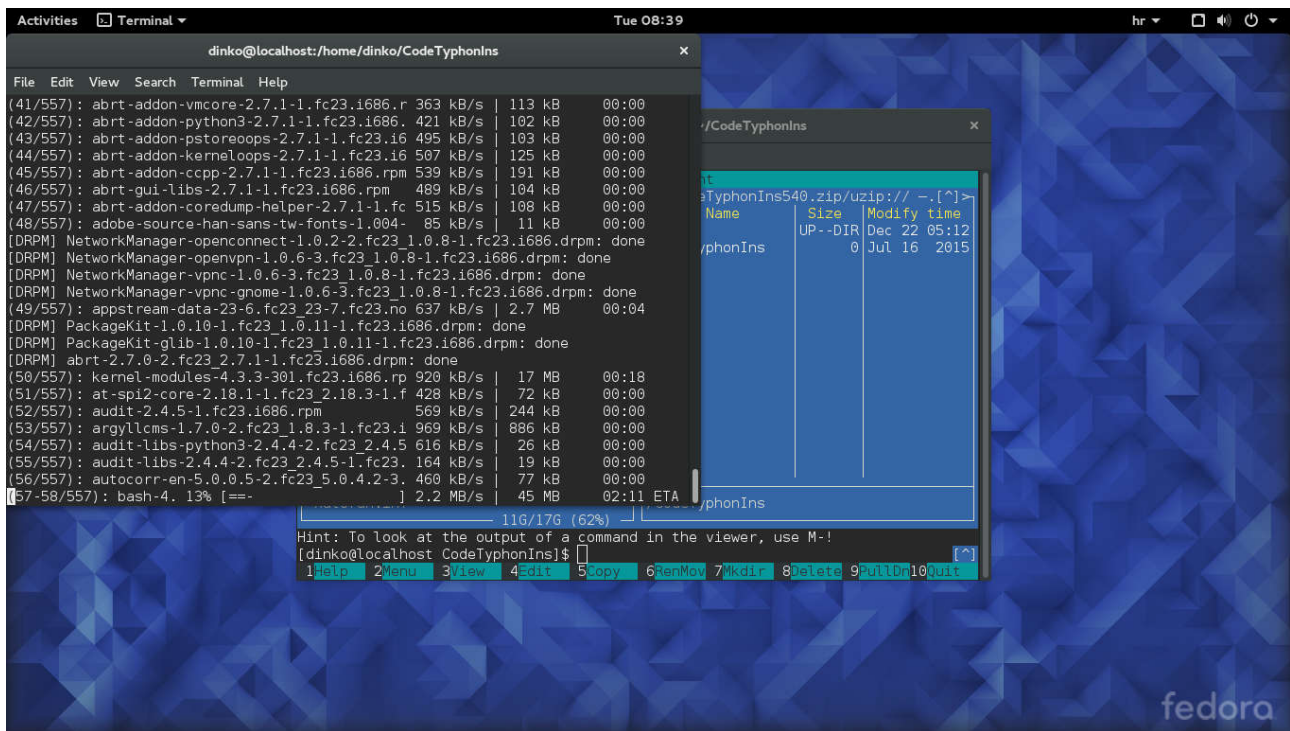 Activities Terminal Tue 08:39 hr
dinko@localhost:/home/dinko/CodeTyphonIns ×
File Edit View Search Terminal Help
(41/557): abrt-addon-vmcore-2.7.1-1.fc23.i686.r 363 kB/s | 113 kB 00:00
(42/557): abrt-addon-python3-2.7.1-1.fc23.i686. 421 kB/s | 102 kB 00:00
(43/557): abrt-addon-pstoreoops-2.7.1-1.fc23.i6 495 kB/s | 103 kB 00:00
(44/557): abrt-addon-kerneloops-2.7.1-1.fc23.i6 507 kB/s | 125 kB 00:00
(45/557): abrt-addon-ccpp-2.7.1-1.fc23.i686.rpm 539 kB/s | 191 kB 00:00
(46/557): abrt-gui-libs-2.7.1-1.fc23.i686.rpm 489 kB/s | 104 kB 00:00
(47/557): abrt-addon-coredump-helper-2.7.1-1.fc 515 kB/s | 108 kB 00:00
(48/557): adobe-source-han-sans-tw-fonts-1.004- 85 kB/s | 11 kB 00:00
[DRPM] NetworkManager-openconnect-1.0.2-2.fc23_1.0.8-1.fc23.i686.drpm: done
[DRPM] NetworkManager-openvpn-1.0.6-3.fc23_1.0.8-1.fc23.i686.drpm: done
[DRPM] NetworkManager-vpnc-1.0.6-3.fc23_1.0.8-1.fc23.i686.drpm: done
[DRPM] NetworkManager-vpnc-gnome-1.0.6-3.fc23_1.0.8-1.fc23.i686.drpm: done
(49/557): appstream-data-23-6.fc23_23-7.fc23.no 637 kB/s | 2.7 MB 00:04
[DRPM] PackageKit-1.0.10-1.fc23_1.0.11-1.fc23.i686.drpm: done
[DRPM] PackageKit-glib-1.0.10-1.fc23_1.0.11-1.fc23.i686.drpm: done
[DRPM] abrt-2.7.0-2.fc23_2.7.1-1.fc23.i686.drpm: done
(50/557): kernel-modules-4.3.3-301.fc23.i686.rp 920 kB/s | 17 MB 00:18
(51/557): at-spi2-core-2.18.1-1.fc23_2.18.3-1.f 428 kB/s | 72 kB 00:00
(52/557): audit-2.4.5-1.fc23.i686.rpm 569 kB/s | 244 kB 00:00
(53/557): argyllcms-1.7.0-2.fc23_1.8.3-1.fc23.i 969 kB/s | 886 kB 00:00
(54/557): audit-libs-python3-2.4.4-2.fc23_2.4.5 616 kB/s | 26 kB 00:00
(55/557): audit-libs-2.4.4-2.fc23_2.4.5-1.fc23. 164 kB/s | 19 kB 00:00
(56/557): autocorr-en-5.0.0.5-2.fc23_5.0.4.2-3. 460 kB/s | 77 kB 00:00
(57-58/557): bash-4. 13% [==- ] 2.2 MB/s | 45 MB 02:11 ETA
/CodeTyphonIns ×
nt
eTyphonIns540.zip/uzip:// —.[^]>
Name Size Modify time
UP--DIR Dec 22 05:12
yphonIns 0 Jul 16 2015
yphonIns
11G/17G (62%)
Hint: To look at the output of a command in the viewer, use M-!
[dinko@localhost CodeTyphonIns]$ [^]
1Help 2Menu 3View 4Edit 5Copy 6RenMov 7Mkdir 8Delete 9PullDn 10Quit
fedora